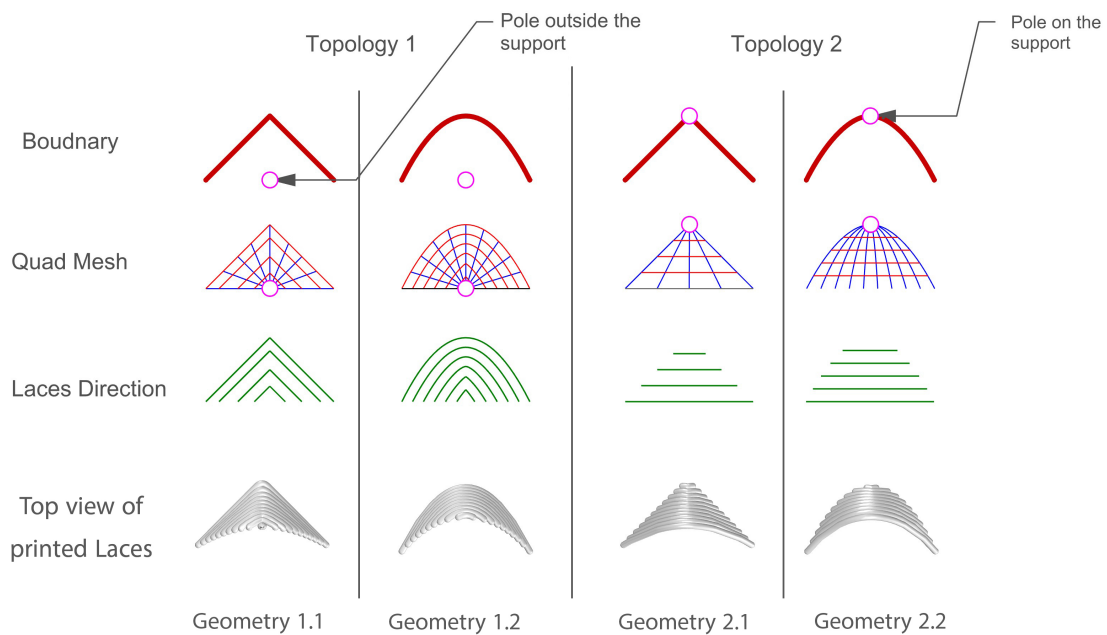 Pole outside the
support
Pole on the
support
Topology 1
Topology 2
Boudnary
Quad Mesh
Laces Direction
Top view of
printed Laces
Geometry 1.1
Geometry 1.2
Geometry 2.1
Geometry 2.2